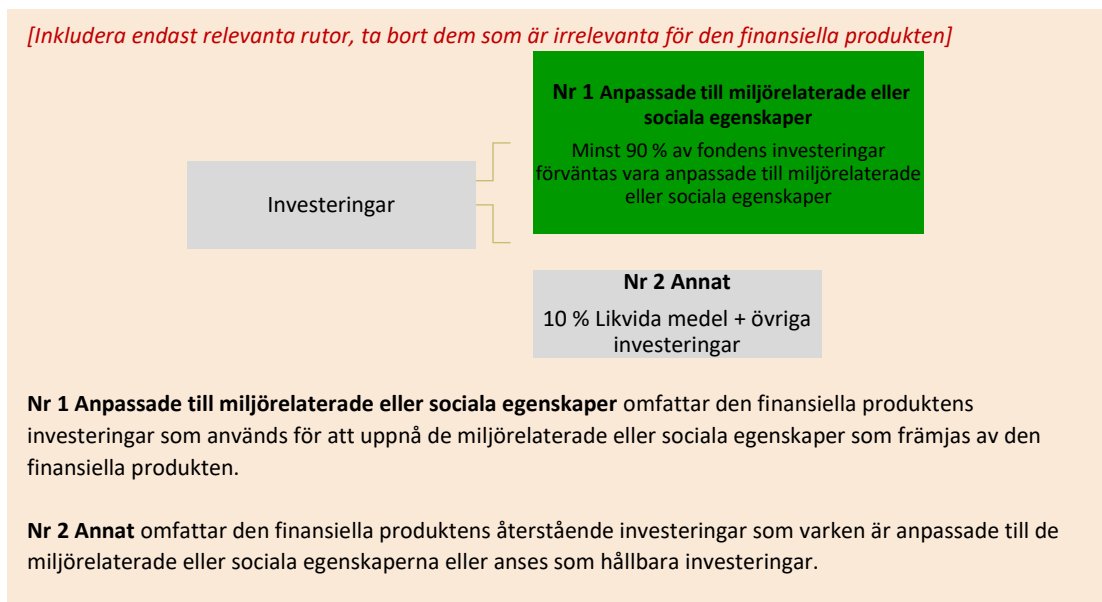 [Inkludera endast relevanta rutor, ta bort dem som är irrelevanta för den finansiella produkten]
Nr 1 Anpassade till miljörelaterade eller
sociala egenskaper
Minst 90 % av fondens investeringar
förväntas vara anpassade till miljörelaterade
eller sociala egenskaper
Investeringar
Nr 2 Annat
10 % Likvida medel + övriga
investeringar
Nr 1 Anpassade till miljörelaterade eller sociala egenskaper omfattar den finansiella produktens
investeringar som används för att uppnå de miljörelaterade eller sociala egenskaper som främjas av den
finansiella produkten.
Nr 2 Annat omfattar den finansiella produktens återstående investeringar som varken är anpassade till de
miljörelaterade eller sociala egenskaperna eller anses som hållbara investeringar.